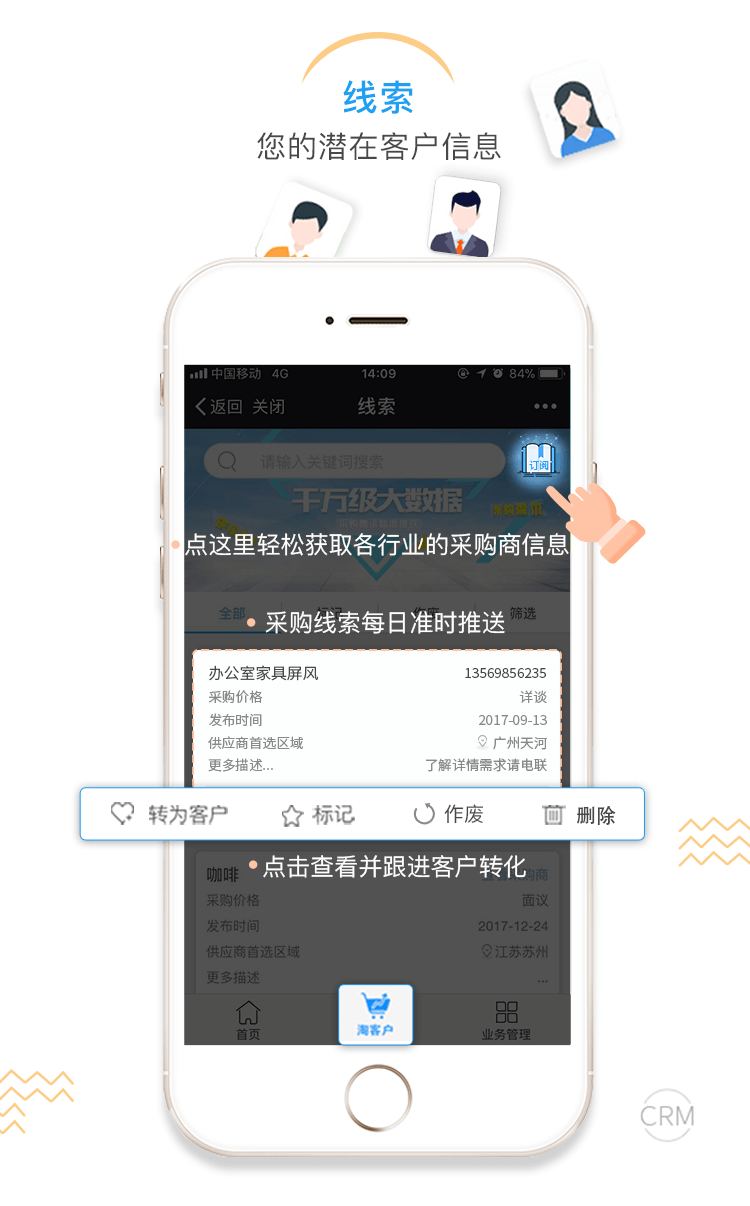 线索
您的潜在客户信息
中国移动 4G 14:09 84%
返回 关闭 线索
请输入关键词搜索
订阅
千万级大数据
点这里轻松获取各行业的采购商信息
全部 标记 作废 筛选
采购线索每日准时推送
办公室家具屏风 13569856235
采购价格 详谈
发布时间 2017-09-13
供应商首选区域 广州天河
更多描述... 了解详情需求请电联
转为客户 标记 作废 删除
点击查看并跟进客户转化
咖啡
采购价格 面议
发布时间 2017-12-24
供应商首选区域 江苏苏州
更多描述 ...
首页 淘客户 业务管理
CRM